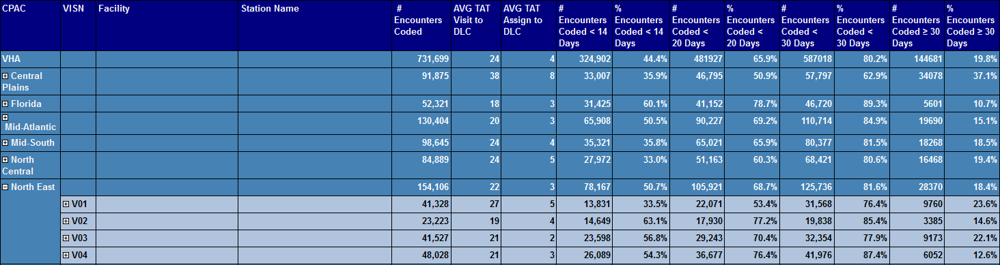 CPAC VISN Facility Station Name # Encounters Coded AVG TAT Visit to DLC AVG TAT Assign to DLC # Encounters Coded < 14 Days % Encounters Coded < 14 Days # Encounters Coded < 20 Days % Encounters Coded < 20 Days # Encounters Coded < 30 Days % Encounters Coded < 30 Days # Encounters Coded ≥ 30 % Encounters Coded ≥ 30
VHA 731,699 24 4 324,902 44.4% 481927 65.9% 587018 80.2% 144681 19.8%
Central Plains 91,875 38 8 33,007 35.9% 46,795 50.9% 57,797 62.9% 34078 37.1%
Florida 52,321 18 3 31,425 60.1% 41,152 78.7% 46,720 89.3% 5601 10.7%
Mid-Atlantic 130,404 20 3 65,908 50.5% 90,227 69.2% 110,714 84.9% 19690 15.1%
Mid-South 98,645 24 4 35,321 35.8% 65,021 65.9% 80,377 81.5% 18268 18.5%
North Central 84,889 24 5 27,972 33.0% 51,163 60.3% 68,421 80.6% 16468 19.4%
North East 154,106 22 3 78,167 50.7% 105,921 68.7% 125,736 81.6% 28370 18.4%
V01 41,328 27 5 13,831 33.5% 22,071 53.4% 31,568 76.4% 9760 23.6%
V02 23,223 19 4 14,649 63.1% 17,930 77.2% 19,838 85.4% 3385 14.6%
V03 41,527 21 2 23,598 56.8% 29,243 70.4% 32,354 77.9% 9173 22.1%
V04 48,028 21 3 26,089 54.3% 36,677 76.4% 41,976 87.4% 6052 12.6%